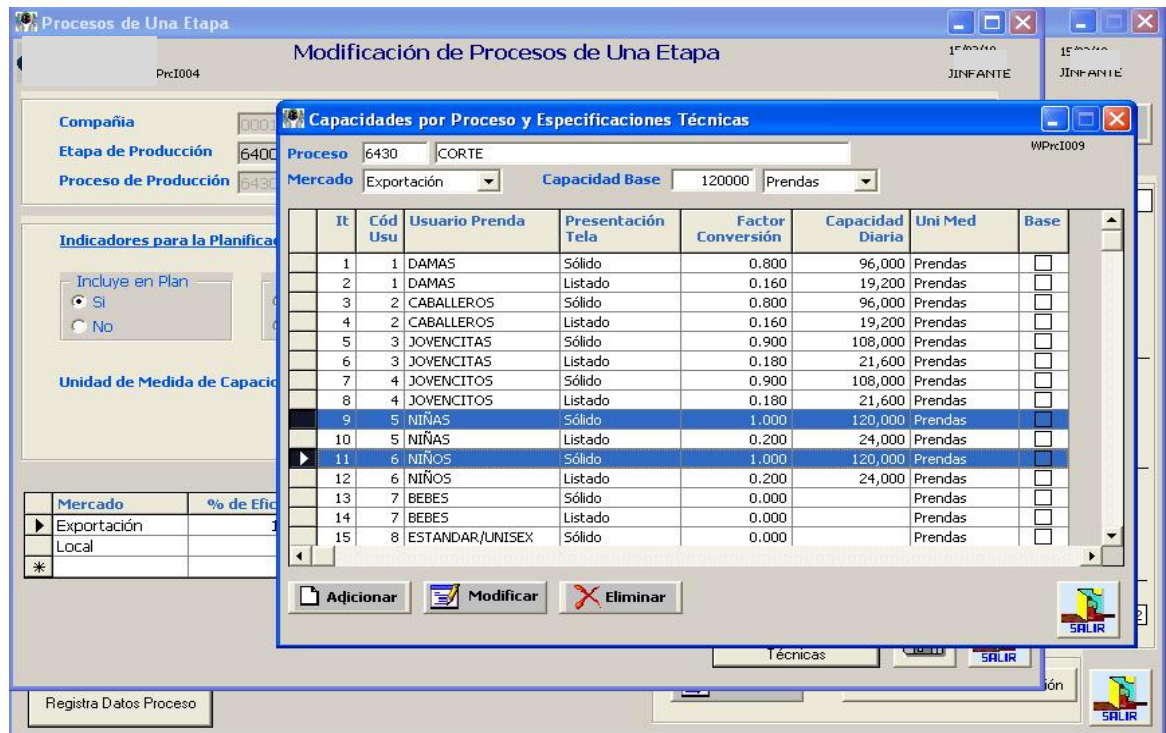 Procesos de Una Etapa
Modificación de Procesos de Una Etapa
PrcI004
JINFANTE
JINFANTE
Compañia 0001
Etapa de Producción 6400
Proceso de Producción 6430
Indicadores para la Planificac
Incluye en Plan
Si
No
Unidad de Medida de Capacid
Mercado % de Efic
Exportación 1
Local
Capacidades por Proceso y Especificaciones Técnicas
WPrcI009
Proceso 6430 CORTE
Mercado Exportación Capacidad Base 120000 Prendas
It Cód Usu Usuario Prenda Presentación Tela Factor Conversión Capacidad Diaria Uni Med Base
1 1 DAMAS Sólido 0.800 96,000 Prendas
2 1 DAMAS Listado 0.160 19,200 Prendas
3 2 CABALLEROS Sólido 0.800 96,000 Prendas
4 2 CABALLEROS Listado 0.160 19,200 Prendas
5 3 JOVENCITAS Sólido 0.900 108,000 Prendas
6 3 JOVENCITAS Listado 0.180 21,600 Prendas
7 4 JOVENCITOS Sólido 0.900 108,000 Prendas
8 4 JOVENCITOS Listado 0.180 21,600 Prendas
9 5 NIÑAS Sólido 1.000 120,000 Prendas
10 5 NIÑAS Listado 0.200 24,000 Prendas
11 6 NIÑOS Sólido 1.000 120,000 Prendas
12 6 NIÑOS Listado 0.200 24,000 Prendas
13 7 BEBES Sólido 0.000 Prendas
14 7 BEBES Listado 0.000 Prendas
15 8 ESTANDAR/UNISEX Sólido 0.000 Prendas
Adicionar Modificar Eliminar
SALIR
Técnicas
SALIR
Registra Datos Proceso
ión
SALIR